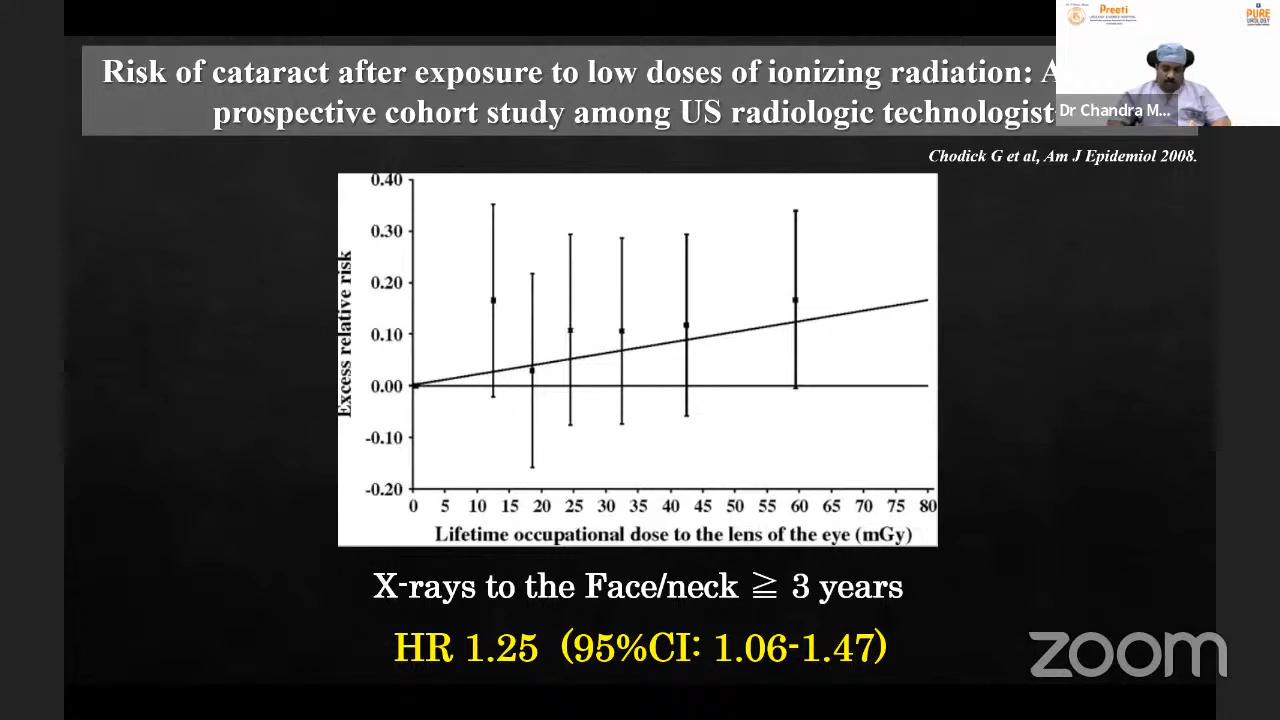 Preeti
PURE
UROLOGY
Risk of cataract after exposure to low doses of ionizing radiation: A
prospective cohort study among US radiologic technologist
Dr Chandra M...
Chodick G et al, Am J Epidemiol 2008.
Excess relative risk
0.40
0.30
0.20
0.10
0.00
-0.10
-0.20
0 5 10 15 20 25 30 35 40 45 50 55 60 65 70 75 80
Lifetime occupational dose to the lens of the eye (mGy)
X-rays to the Face/neck ≧ 3 years
HR 1.25 (95%CI: 1.06-1.47)
zoom